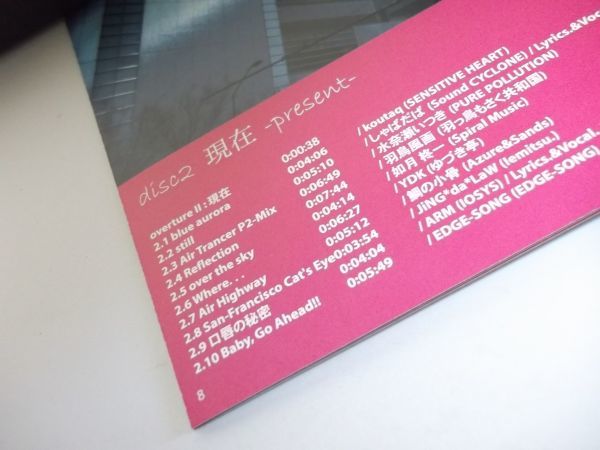 disc2 現在 -present-
overture II : 現在 0:00:38
2.1 blue aurora 0:04:06
2.2 still 0:05:10
2.3 Air Trancer P2-Mix 0:06:49
2.4 Reflection 0:07:44
2.5 over the sky 0:04:14
2.6 Where. . . 0:06:27
2.7 Air Highway 0:05:12
2.8 San-Francisco Cat's Eye 0:03:54
2.9 口唇の秘密 0:04:04
2.10 Baby, Go Ahead!! 0:05:49
/ koutaq (SENSITIVE HEART)
/ しゃばだば (Sound CYCLONE) / Lyrics.&Vocal
/ 水奈瀬いつき (PURE POLLUTION)
/ 羽鳥風画 (羽っ鳥もさく共和国)
/ 如月 柊一 (Spiral Music)
/ YDK (ゆづき亭)
/ 鯛の小骨 (Azure&Sands)
/ JiNG*da*LaW (Iemitsu.)
/ ARM (IOSYS) / Lyrics.&Vocal.
/ EDGE-SONG (EDGE-SONG)
8